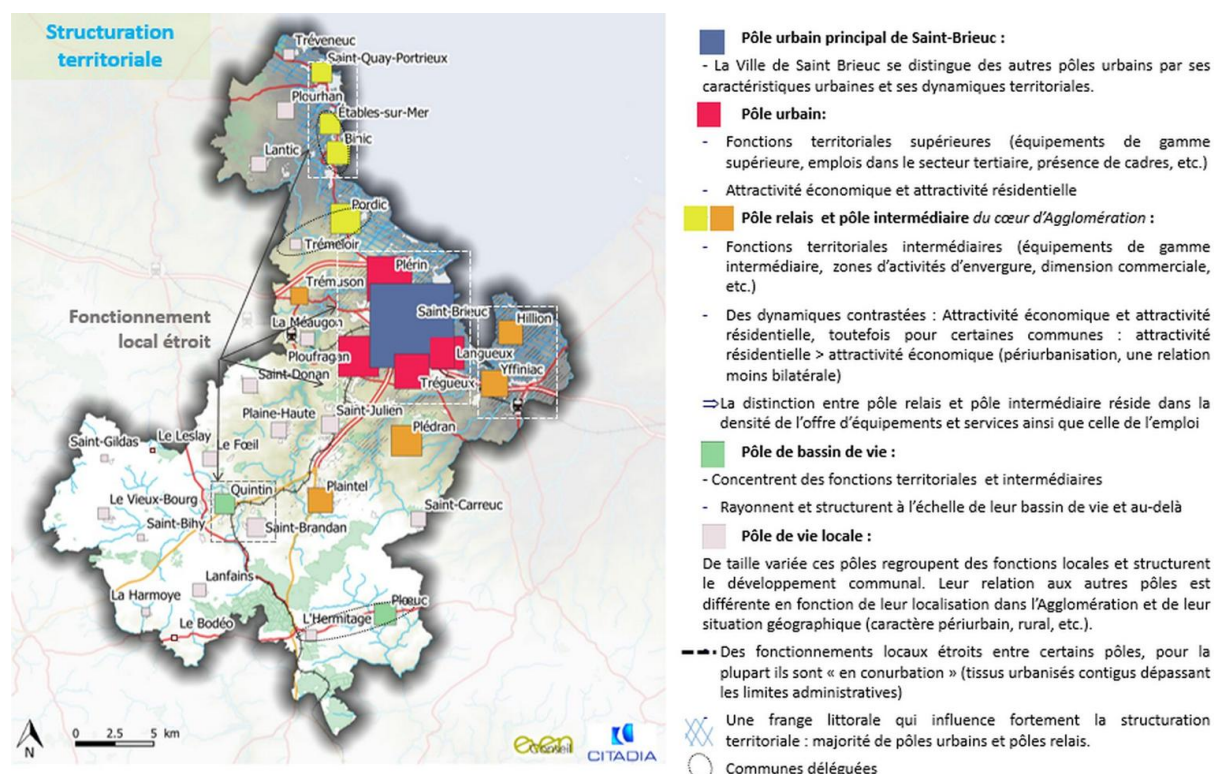 Structuration
territoriale
Tréveneuc
Saint-Quay-Portrieux
Plourhan
Étables-sur-Mer
Binic
Lantic
Pordic
Tréméloir
Plérin
Trémuson
Fonctionnement
local étroit
La Méaugon
Saint-Brieuc
Hillion
Ploufragan
Langueux
Yffiniac
Saint-Donan
Trégueux
Plaine-Haute
Saint-Julien
Plédran
Saint-Gildas
Le Leslay
Le Fœil
Le Vieux-Bourg
Quintin
Plaintel
Saint-Carreuc
Saint-Bihy
Saint-Brandan
Lanfains
La Harmoye
Le Bodéo
L'Hermitage
Plœuc
N
0 2.5 5 km
even
Conseil
CITADIA
Pôle urbain principal de Saint-Brieuc :
- La Ville de Saint Brieuc se distingue des autres pôles urbains par ses
caractéristiques urbaines et ses dynamiques territoriales.
Pôle urbain:
- Fonctions territoriales supérieures (équipements de gamme
supérieure, emplois dans le secteur tertiaire, présence de cadres, etc.)
- Attractivité économique et attractivité résidentielle
Pôle relais et pôle intermédiaire du cœur d'Agglomération :
- Fonctions territoriales intermédiaires (équipements de gamme
intermédiaire, zones d'activités d'envergure, dimension commerciale,
etc.)
- Des dynamiques contrastées : Attractivité économique et attractivité
résidentielle, toutefois pour certaines communes : attractivité
résidentielle > attractivité économique (périurbanisation, une relation
moins bilatérale)
⇒La distinction entre pôle relais et pôle intermédiaire réside dans la
densité de l'offre d'équipements et services ainsi que celle de l'emploi
Pôle de bassin de vie :
- Concentrent des fonctions territoriales et intermédiaires
- Rayonnent et structurent à l'échelle de leur bassin de vie et au-delà
Pôle de vie locale :
De taille variée ces pôles regroupent des fonctions locales et structurent
le développement communal. Leur relation aux autres pôles est
différente en fonction de leur localisation dans l'Agglomération et de leur
situation géographique (caractère périurbain, rural, etc.).
- Des fonctionnements locaux étroits entre certains pôles, pour la
plupart ils sont « en conurbation » (tissus urbanisés contigus dépassant
les limites administratives)
- Une frange littorale qui influence fortement la structuration
territoriale : majorité de pôles urbains et pôles relais.
Communes déléguées